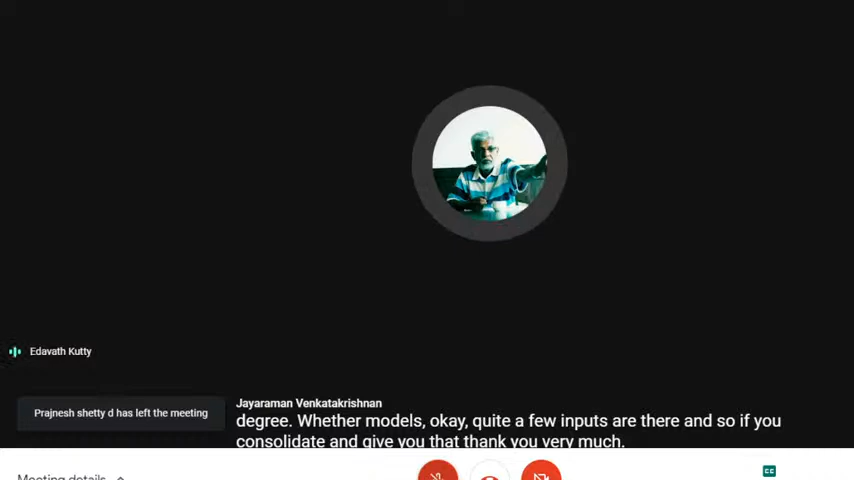 Edavath Kutty
Prajnesh shetty d has left the meeting
Jayaraman Venkatakrishnan
degree. Whether models, okay, quite a few inputs are there and so if you
consolidate and give you that thank you very much.
Meeting details
CC